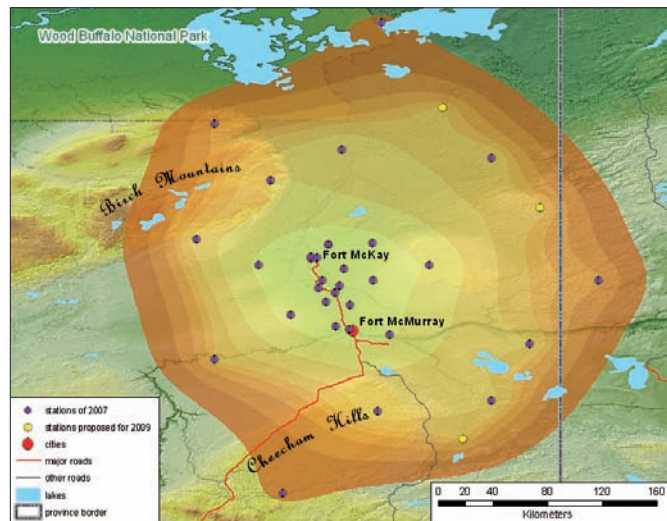 Wood Buffalo National Park
Birch Mountains
Fort McKay
Fort McMurray
Cheecham Hills
stations of 2007
stations proposed for 2009
cities
major roads
other roads
lakes
province border
0 20 40 80 120 160
Kilometers